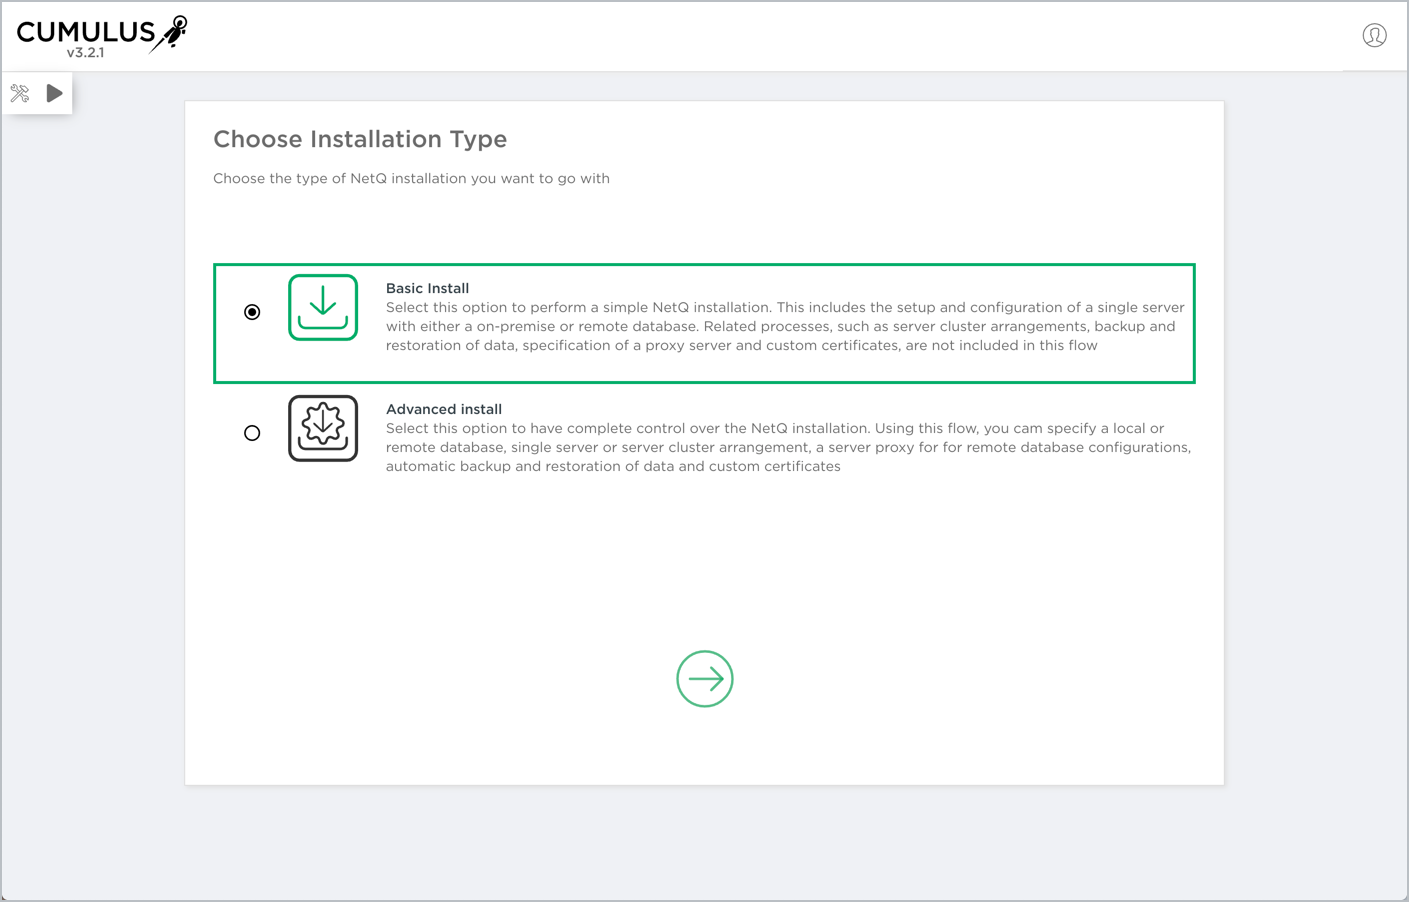 CUMULUS
v3.2.1
Choose Installation Type
Choose the type of NetQ installation you want to go with
Basic Install
Select this option to perform a simple NetQ installation. This includes the setup and configuration of a single server
with either a on-premise or remote database. Related processes, such as server cluster arrangements, backup and
restoration of data, specification of a proxy server and custom certificates, are not included in this flow
Advanced install
Select this option to have complete control over the NetQ installation. Using this flow, you cam specify a local or
remote database, single server or server cluster arrangement, a server proxy for for remote database configurations,
automatic backup and restoration of data and custom certificates